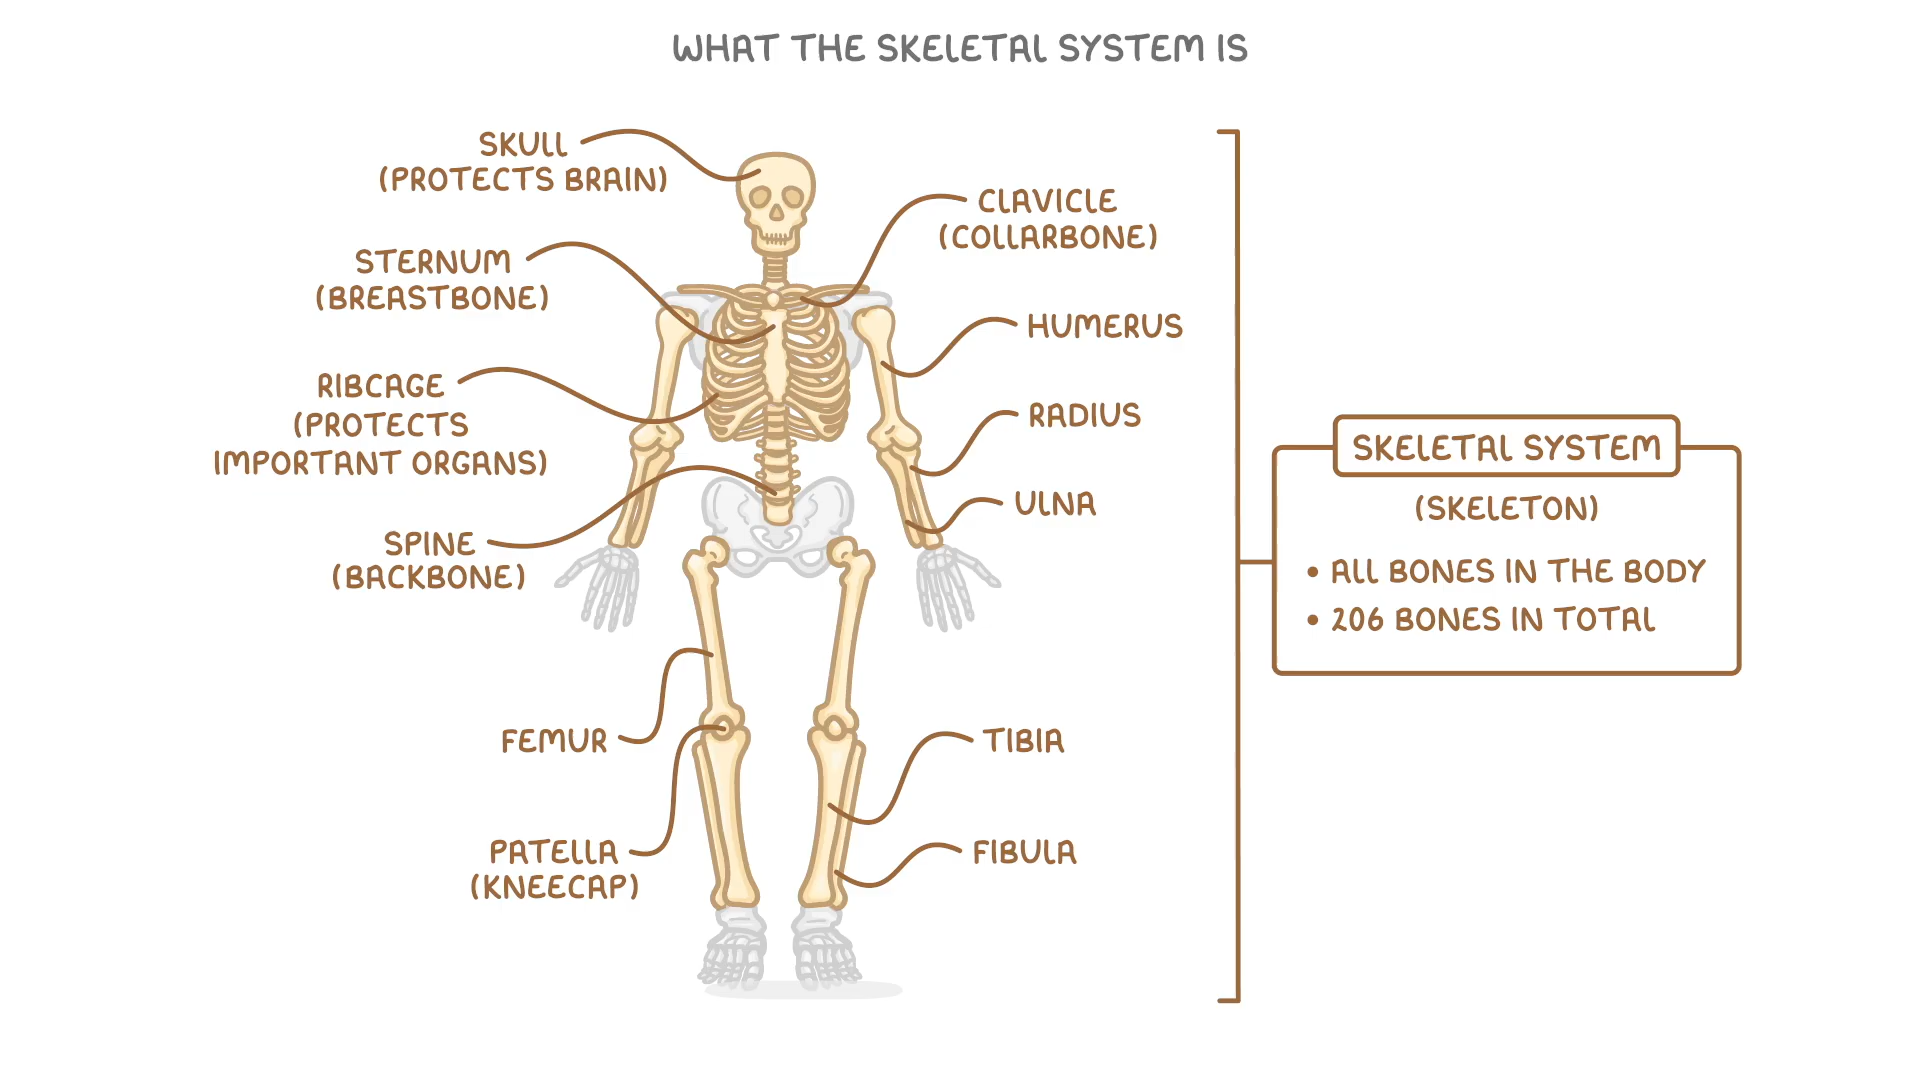 WHAT THE SKELETAL SYSTEM IS
SKULL
(PROTECTS BRAIN)
STERNUM
(BREASTBONE)
RIBCAGE
(PROTECTS
IMPORTANT ORGANS)
SPINE
(BACKBONE)
FEMUR
PATELLA
(KNEECAP)
CLAVICLE
(COLLARBONE)
HUMERUS
RADIUS
ULNA
TIBIA
FIBULA
SKELETAL SYSTEM
(SKELETON)
• ALL BONES IN THE BODY
• 206 BONES IN TOTAL